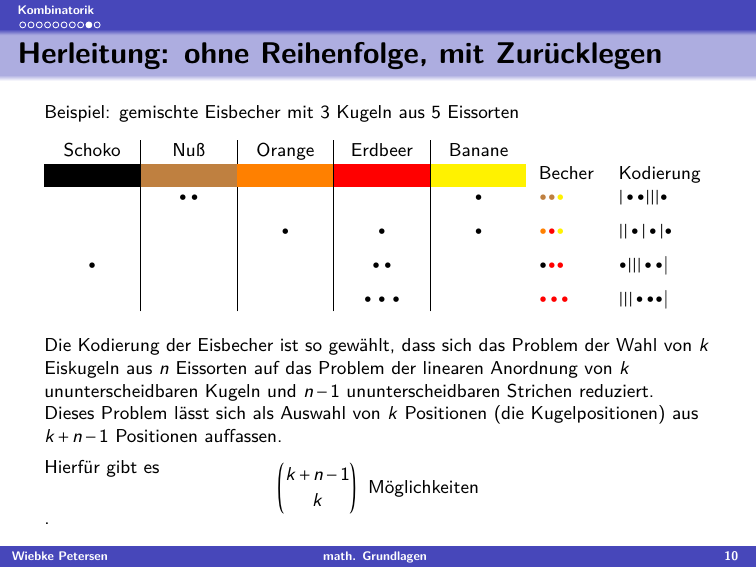 Kombinatorik
Herleitung: ohne Reihenfolge, mit Zurücklegen
Beispiel: gemischte Eisbecher mit 3 Kugeln aus 5 Eissorten
Schoko Nuß Orange Erdbeer Banane
Becher Kodierung
• • • ••• |••|||•
• • • ••• ||•|•|•
• • • ••• •|||••|
• • • ••• |||•••|
Die Kodierung der Eisbecher ist so gewählt, dass sich das Problem der Wahl von k
Eiskugeln aus n Eissorten auf das Problem der linearen Anordnung von k
ununterscheidbaren Kugeln und n−1 ununterscheidbaren Strichen reduziert.
Dieses Problem lässt sich als Auswahl von k Positionen (die Kugelpositionen) aus
k+n−1 Positionen auffassen.
Hierfür gibt es
(k+n−1
k) Möglichkeiten
.
Wiebke Petersen math. Grundlagen 10